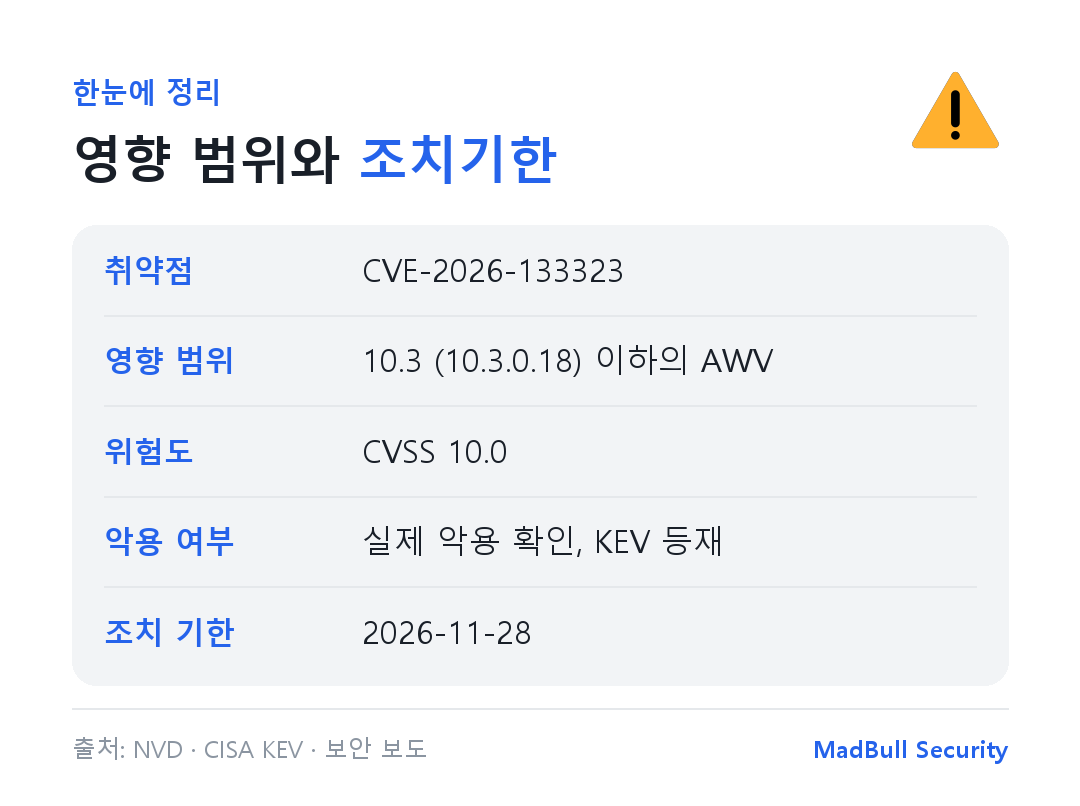 한눈에 정리
영향 범위와 조치기한
취약점 CVE-2026-133323
영향 범위 10.3 (10.3.0.18) 이하의 AWV
위험도 CVSS 10.0
악용 여부 실제 악용 확인, KEV 등재
조치 기한 2026-11-28
출처: NVD · CISA KEV · 보안 보도 MadBull Security